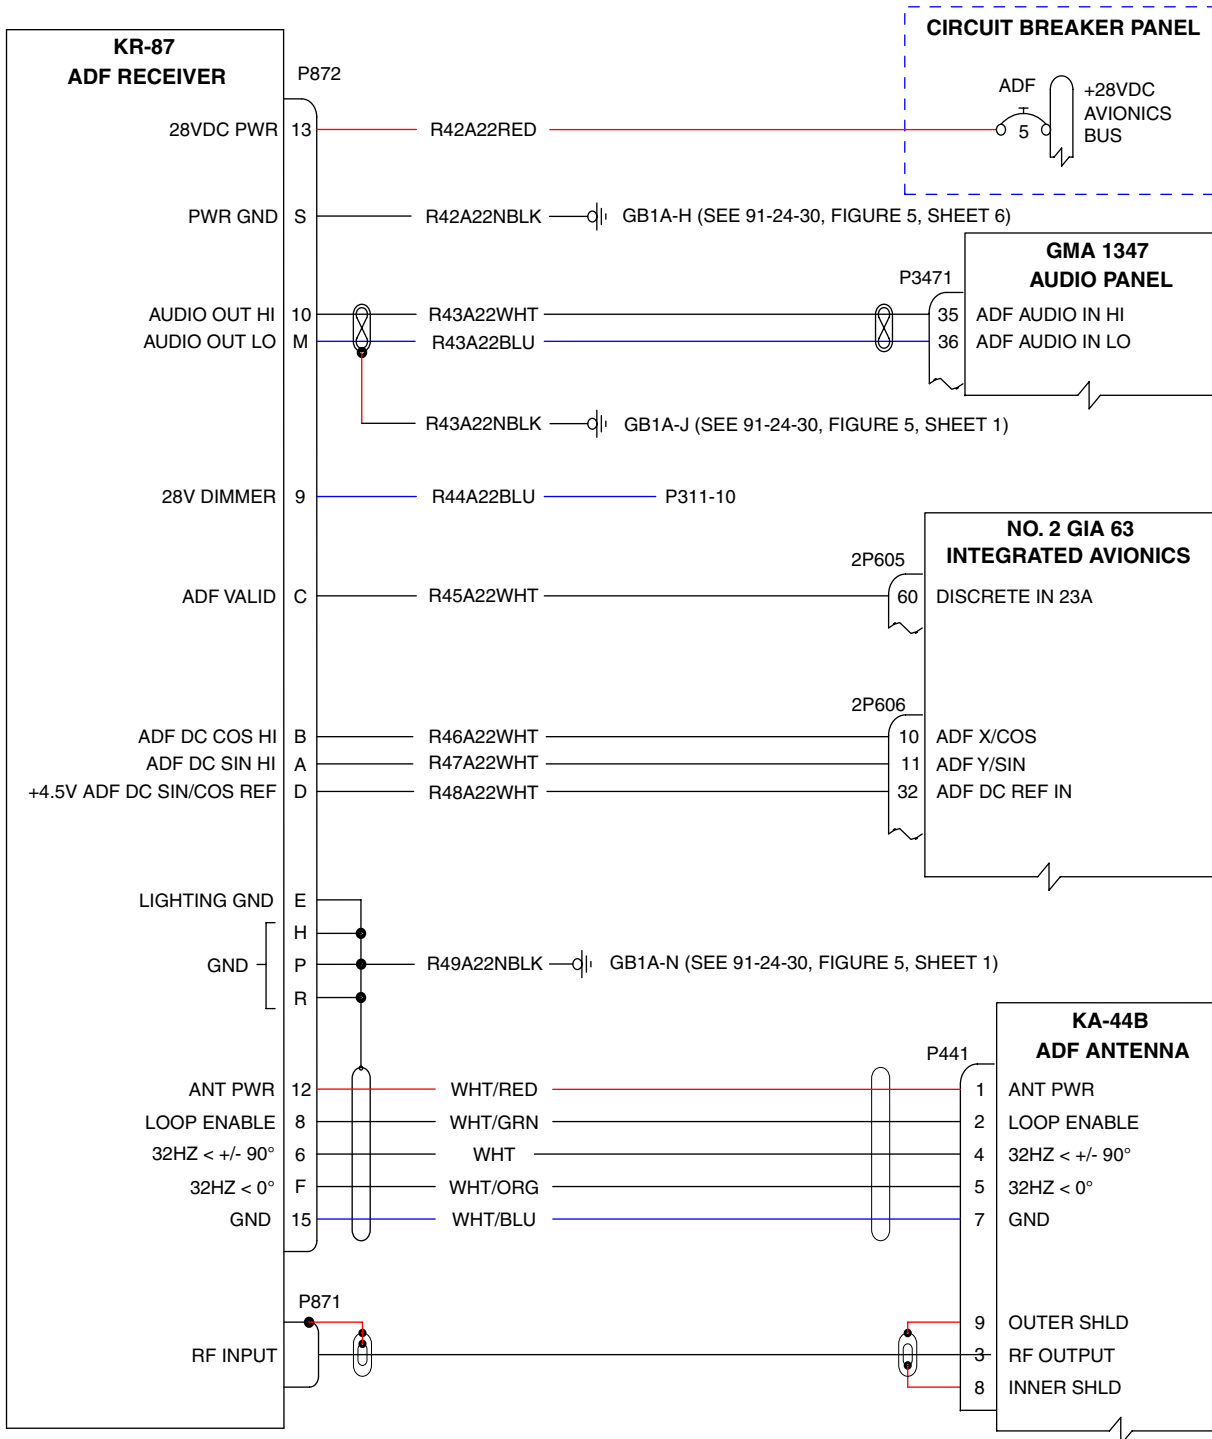 CIRCUIT BREAKER PANEL
KR-87
ADF RECEIVER
P872
ADF
+28VDC
AVIONICS
BUS
5
28VDC PWR 13 R42A22RED
PWR GND S R42A22NBLK GB1A-H (SEE 91-24-30, FIGURE 5, SHEET 6)
GMA 1347
AUDIO PANEL
P3471
AUDIO OUT HI 10 R43A22WHT 35 ADF AUDIO IN HI
AUDIO OUT LO M R43A22BLU 36 ADF AUDIO IN LO
R43A22NBLK GB1A-J (SEE 91-24-30, FIGURE 5, SHEET 1)
28V DIMMER 9 R44A22BLU P311-10
NO. 2 GIA 63
INTEGRATED AVIONICS
2P605
ADF VALID C R45A22WHT 60 DISCRETE IN 23A
2P606
ADF DC COS HI B R46A22WHT 10 ADF X/COS
ADF DC SIN HI A R47A22WHT 11 ADF Y/SIN
+4.5V ADF DC SIN/COS REF D R48A22WHT 32 ADF DC REF IN
LIGHTING GND E
H
GND P R49A22NBLK GB1A-N (SEE 91-24-30, FIGURE 5, SHEET 1)
R
KA-44B
ADF ANTENNA
P441
ANT PWR 12 WHT/RED 1 ANT PWR
LOOP ENABLE 8 WHT/GRN 2 LOOP ENABLE
32HZ < +/- 90° 6 WHT 4 32HZ < +/- 90°
32HZ < 0° F WHT/ORG 5 32HZ < 0°
GND 15 WHT/BLU 7 GND
P871
9 OUTER SHLD
RF INPUT 3 RF OUTPUT
8 INNER SHLD